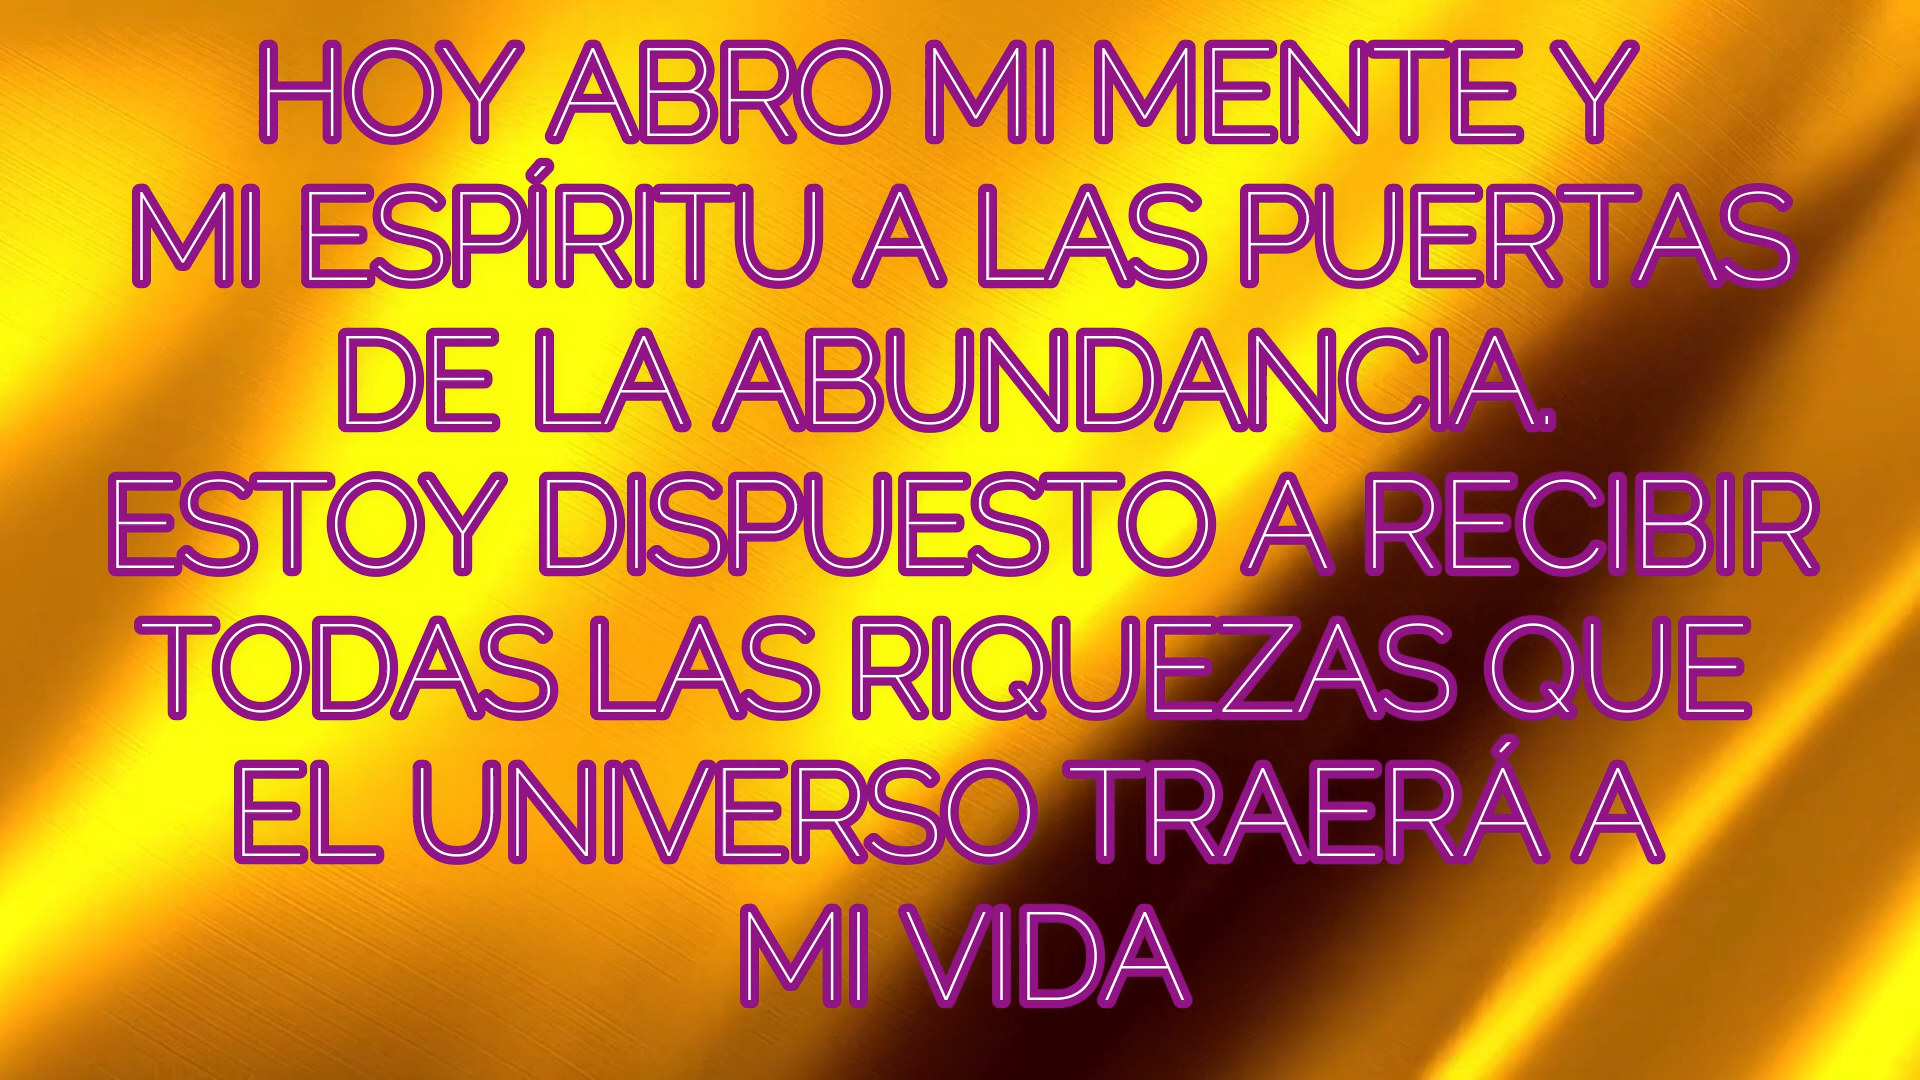 HOY ABRO MI MENTE Y
MI ESPÍRITU A LAS PUERTAS
DE LA ABUNDANCIA.
ESTOY DISPUESTO A RECIBIR
TODAS LAS RIQUEZAS QUE
EL UNIVERSO TRAERÁ A
MI VIDA